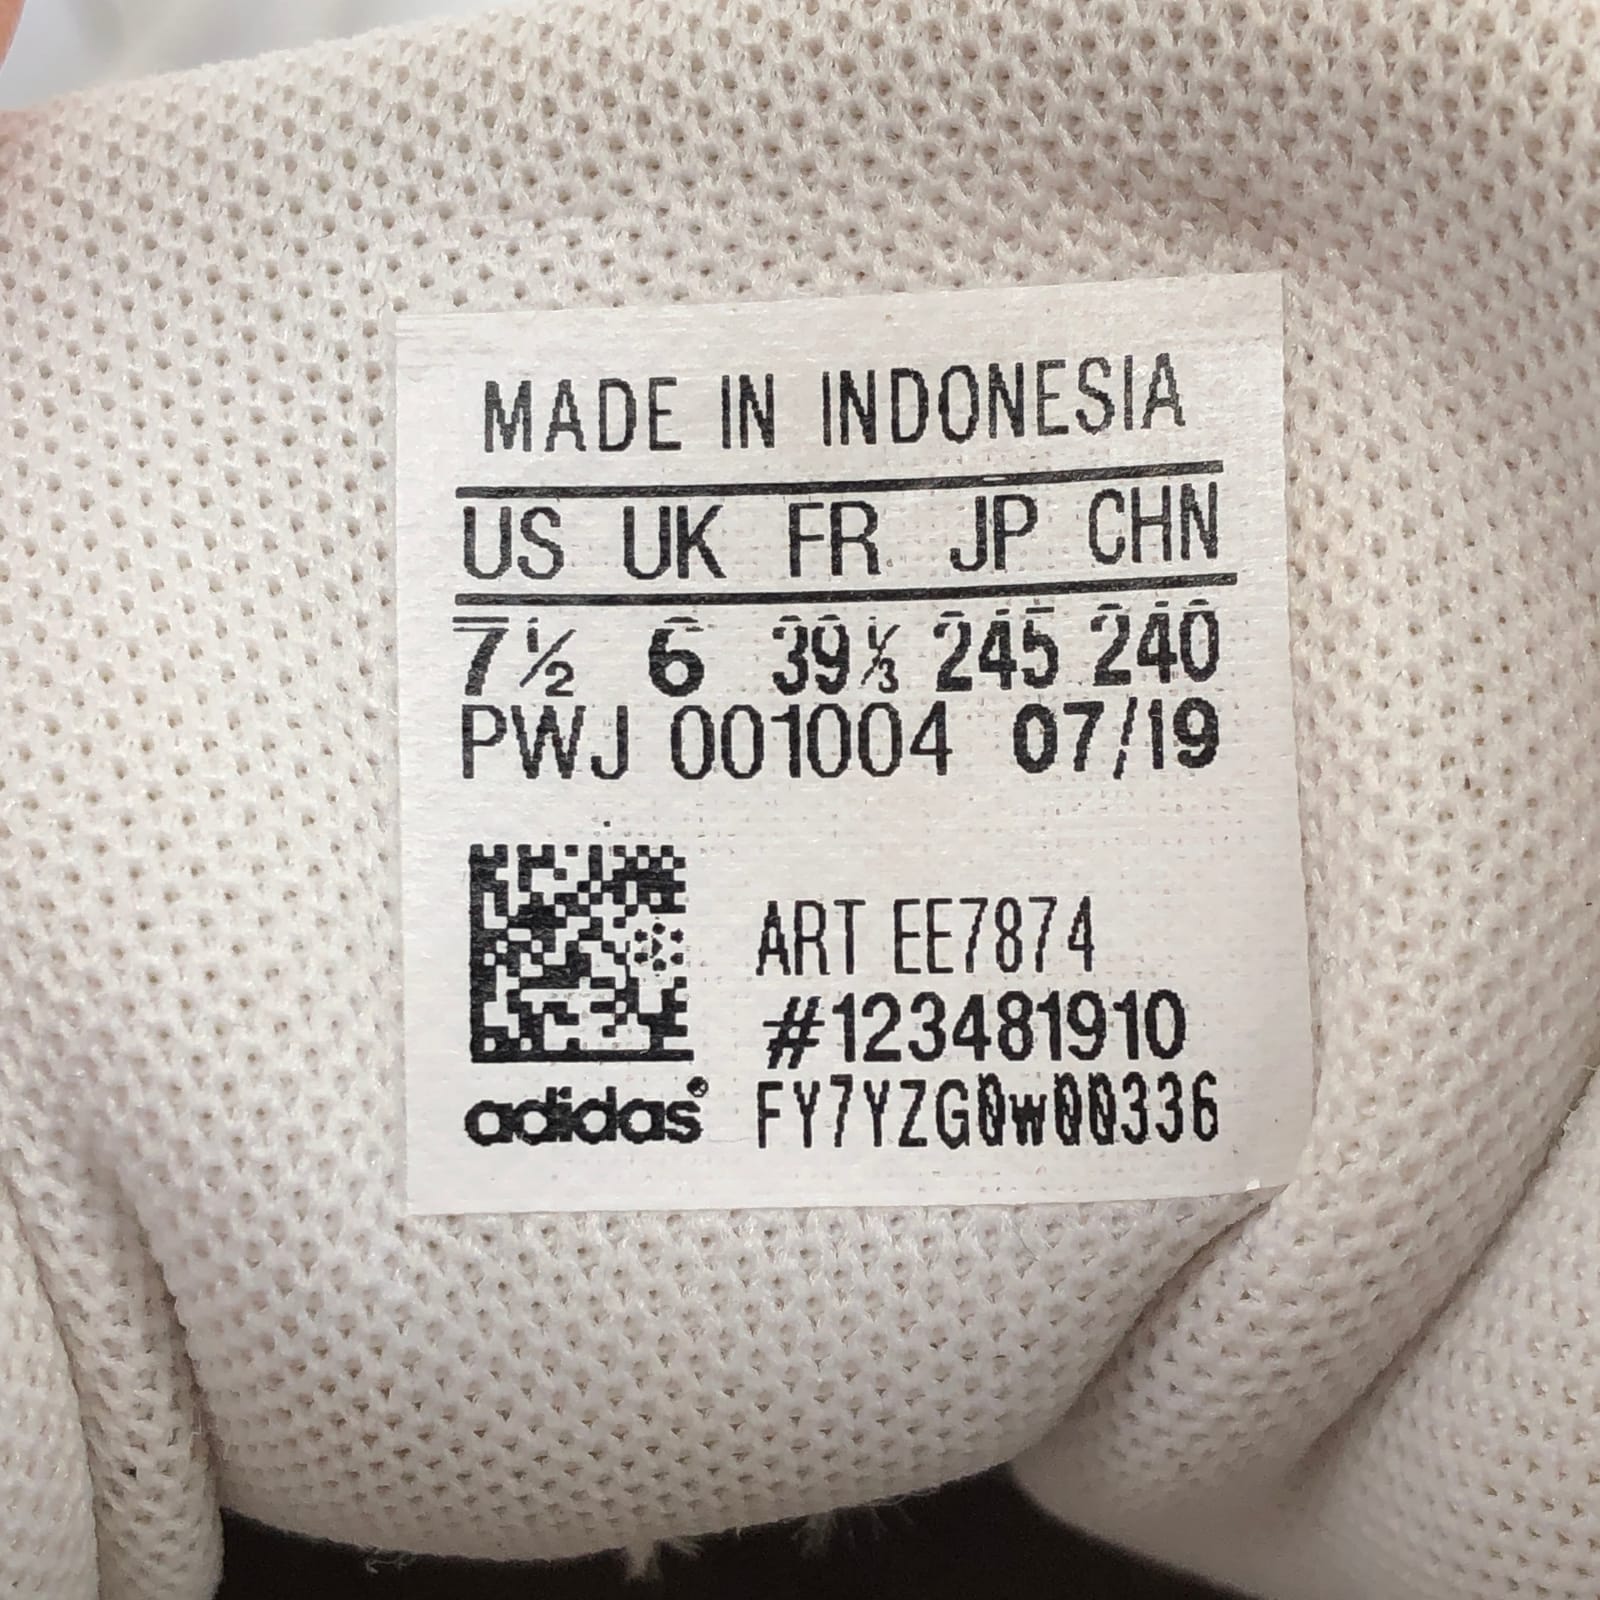 MADE IN INDONESIA
US UK FR JP CHN
7½ 6 39⅓ 245 240
PWJ 001004 07/19
ART EE7874
#123481910
adidas® FY7YZG0w00336